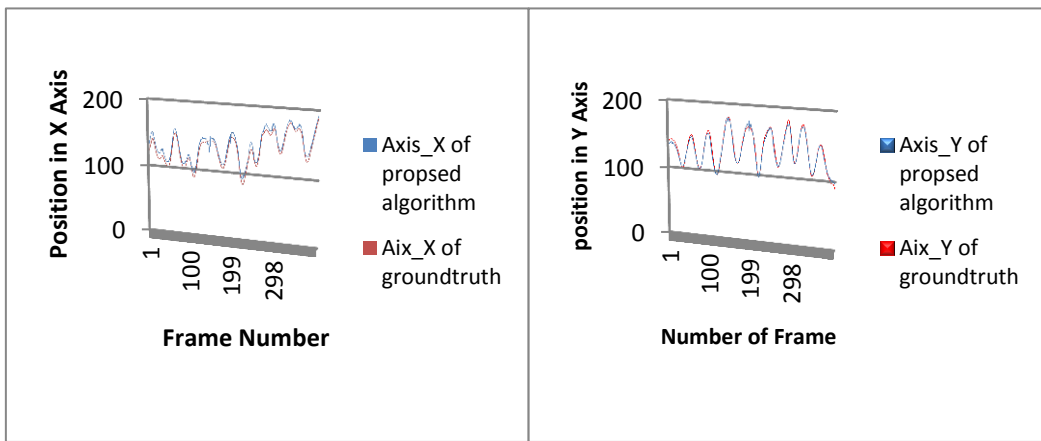 Position in X Axis
200
100
0
1
100
199
298
Frame Number
Axis_X of
propsed
algorithm
Aix_X of
groundtruth
position in Y Axis
200
100
0
1
100
199
298
Number of Frame
Axis_Y of
propsed
algorithm
Aix_Y of
groundtruth